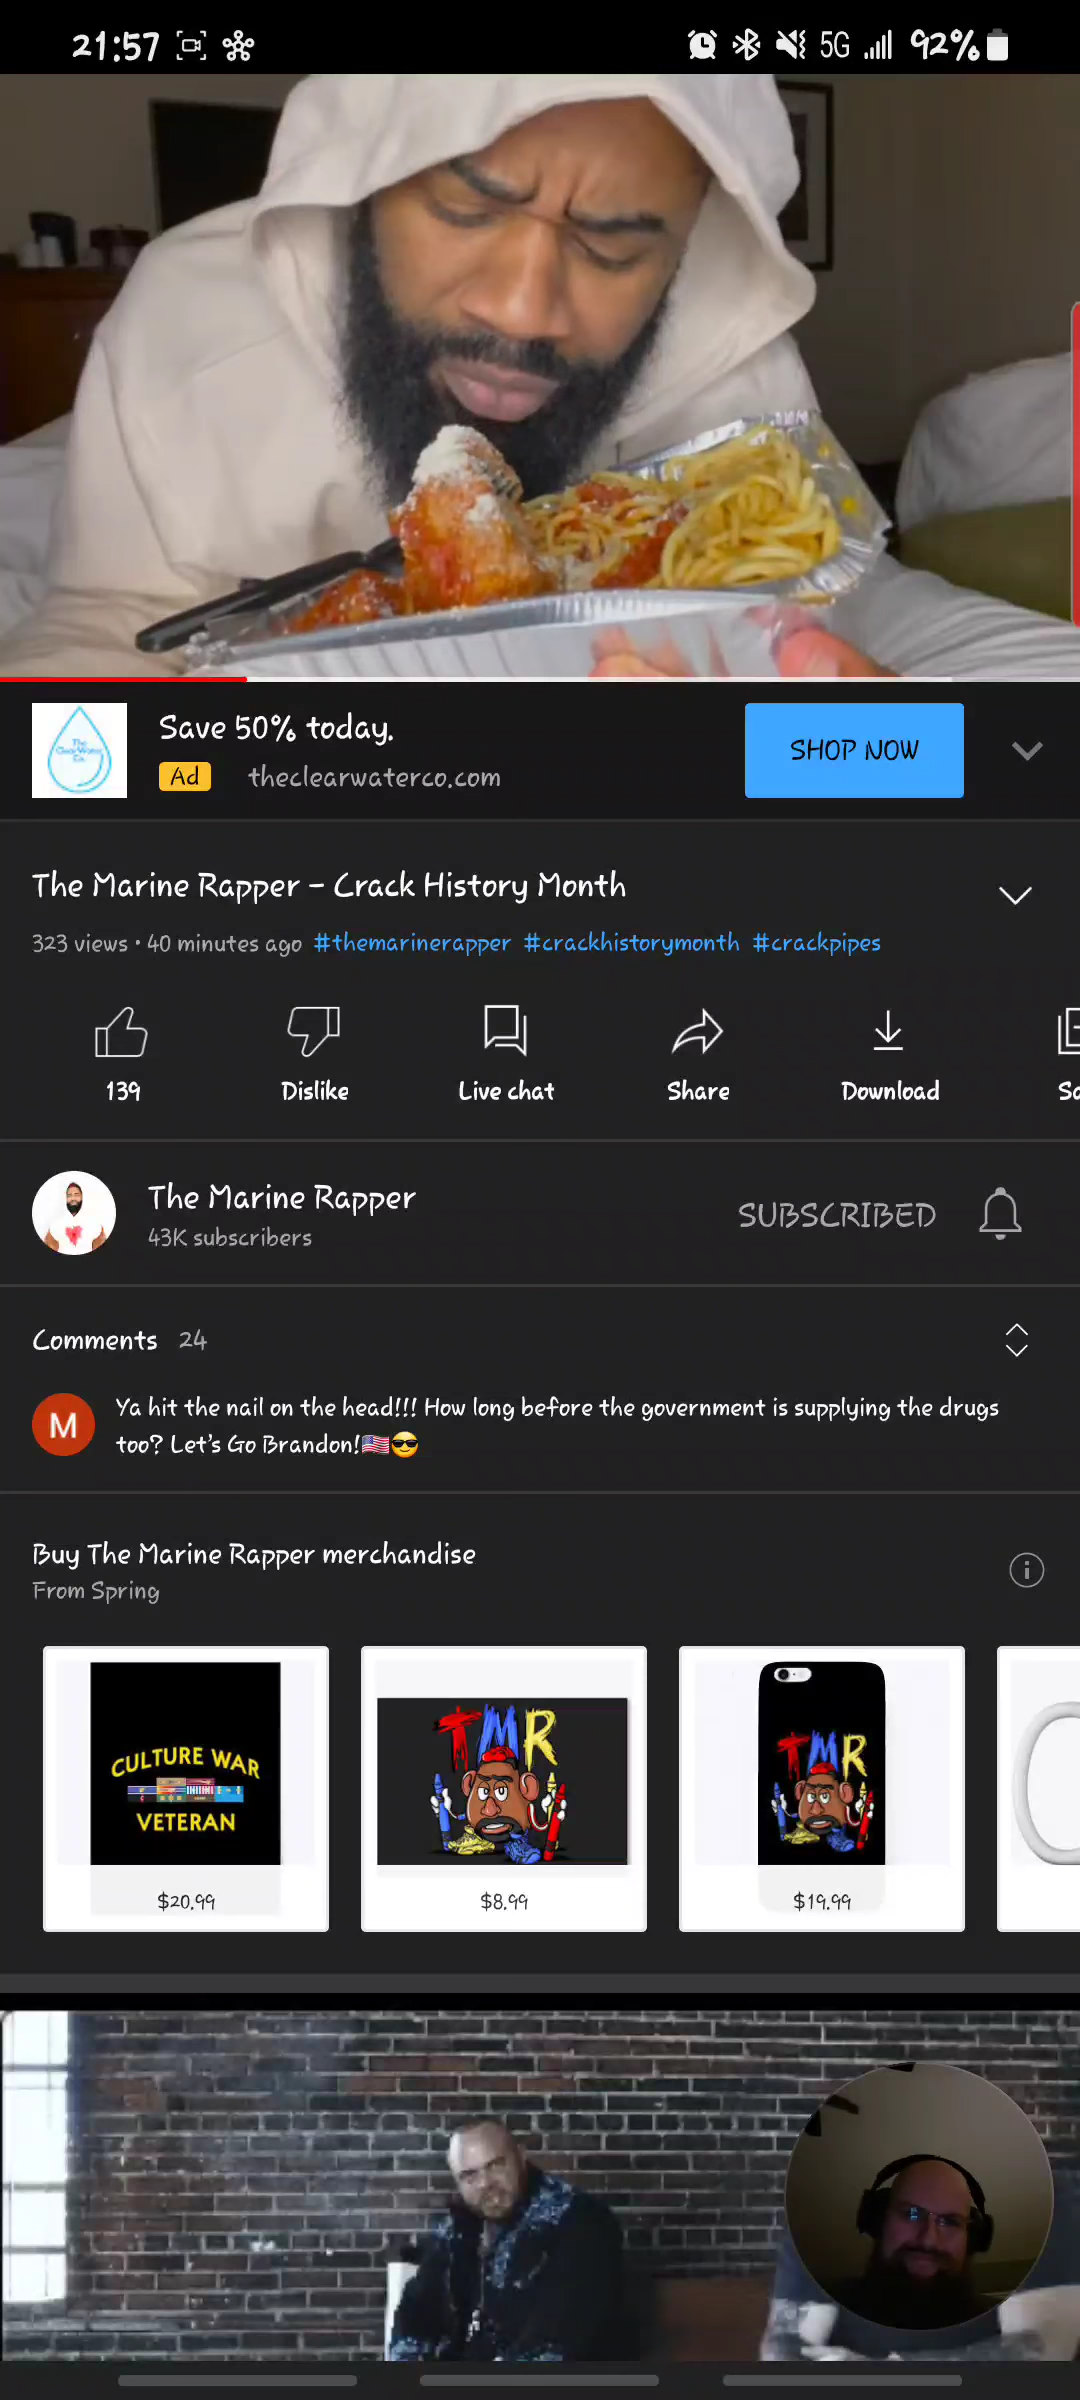 21:57
5G
92%
Save 50% today.
SHOP NOW
Ad theclearwaterco.com
The Marine Rapper - Crack History Month
323 views • 40 minutes ago #themarinerapper #crackhistorymonth #crackpipes
139
Dislike
Live chat
Share
Download
The Marine Rapper
43K subscribers
SUBSCRIBED
Comments 24
M
Ya hit the nail on the head!!! How long before the government is supplying the drugs
too? Let's Go Brandon!🇺🇸😎
Buy The Marine Rapper merchandise
From Spring
CULTURE WAR
VETERAN
$20.99
TMR
$8.99
TMR
$19.99